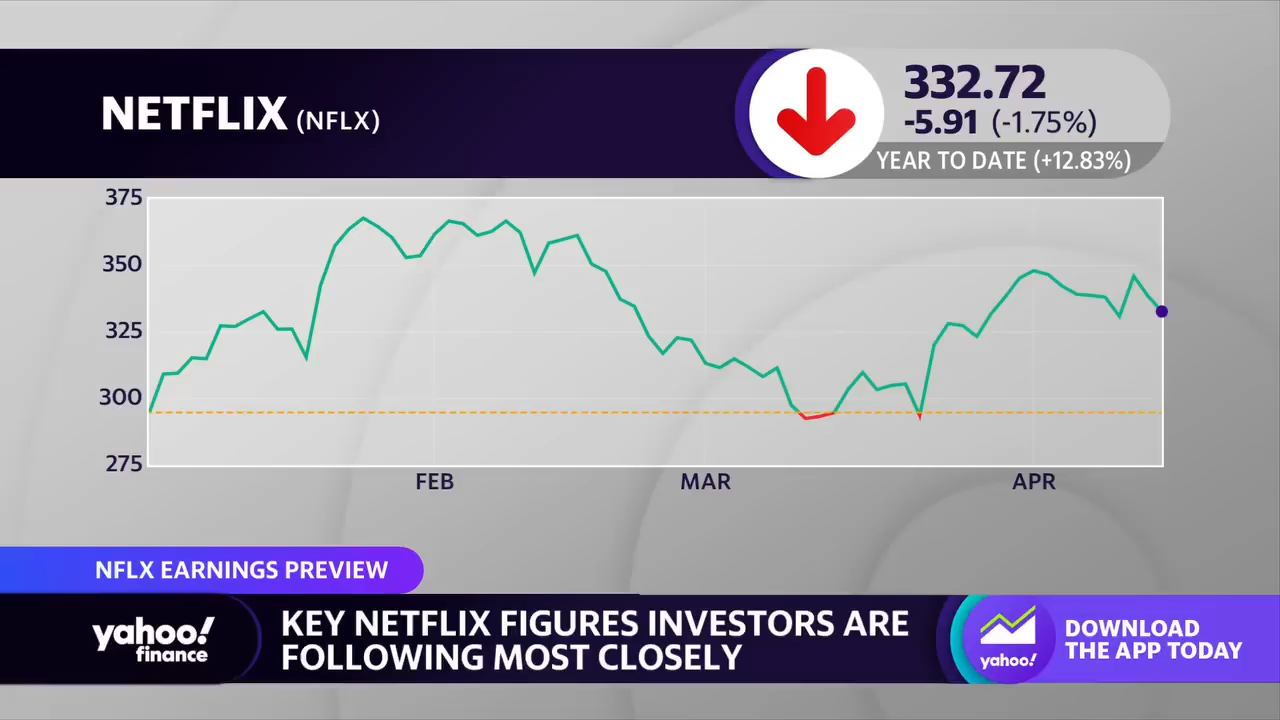 NETFLIX (NFLX)
332.72
-5.91 (-1.75%)
YEAR TO DATE (+12.83%)
375
350
325
300
275
FEB MAR APR
NFLX EARNINGS PREVIEW
yahoo!
finance
KEY NETFLIX FIGURES INVESTORS ARE
FOLLOWING MOST CLOSELY
yahoo!
DOWNLOAD
THE APP TODAY